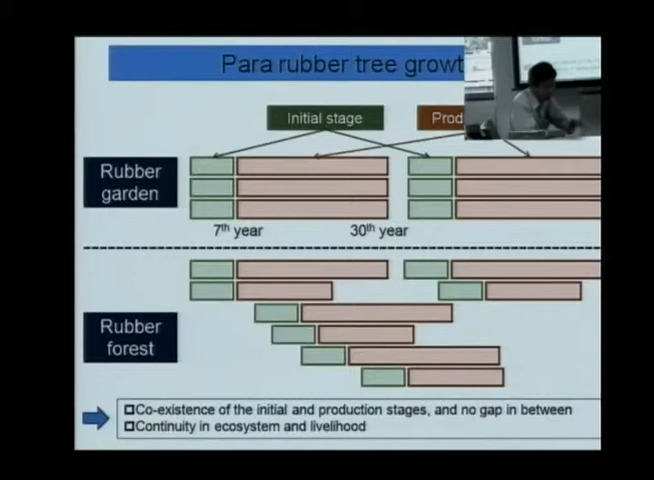 Para rubber tree growt
Initial stage
Prod
Rubber
garden
7th year
30th year
Rubber
forest
Co-existence of the initial and production stages, and no gap in between
Continuity in ecosystem and livelihood